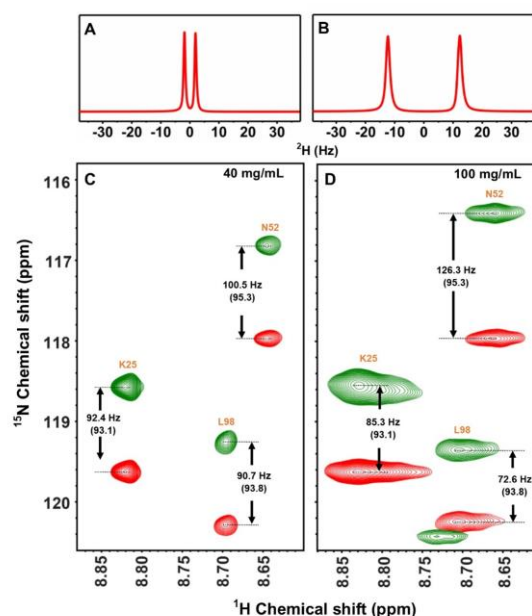 A
B
-30 -20 -10 0 10 20 30
-30 -20 -10 0 10 20 30
²H (Hz)
C
40 mg/mL
D
100 mg/mL
116
117
118
119
120
¹⁵N Chemical shift (ppm)
N52
100.5 Hz
(95.3)
K25
92.4 Hz
(93.1)
L98
90.7 Hz
(93.8)
N52
126.3 Hz
(95.3)
K25
85.3 Hz
(93.1)
L98
72.6 Hz
(93.8)
8.85 8.80 8.75 8.70 8.65
8.85 8.80 8.75 8.70 8.65
¹H Chemical shift (ppm)